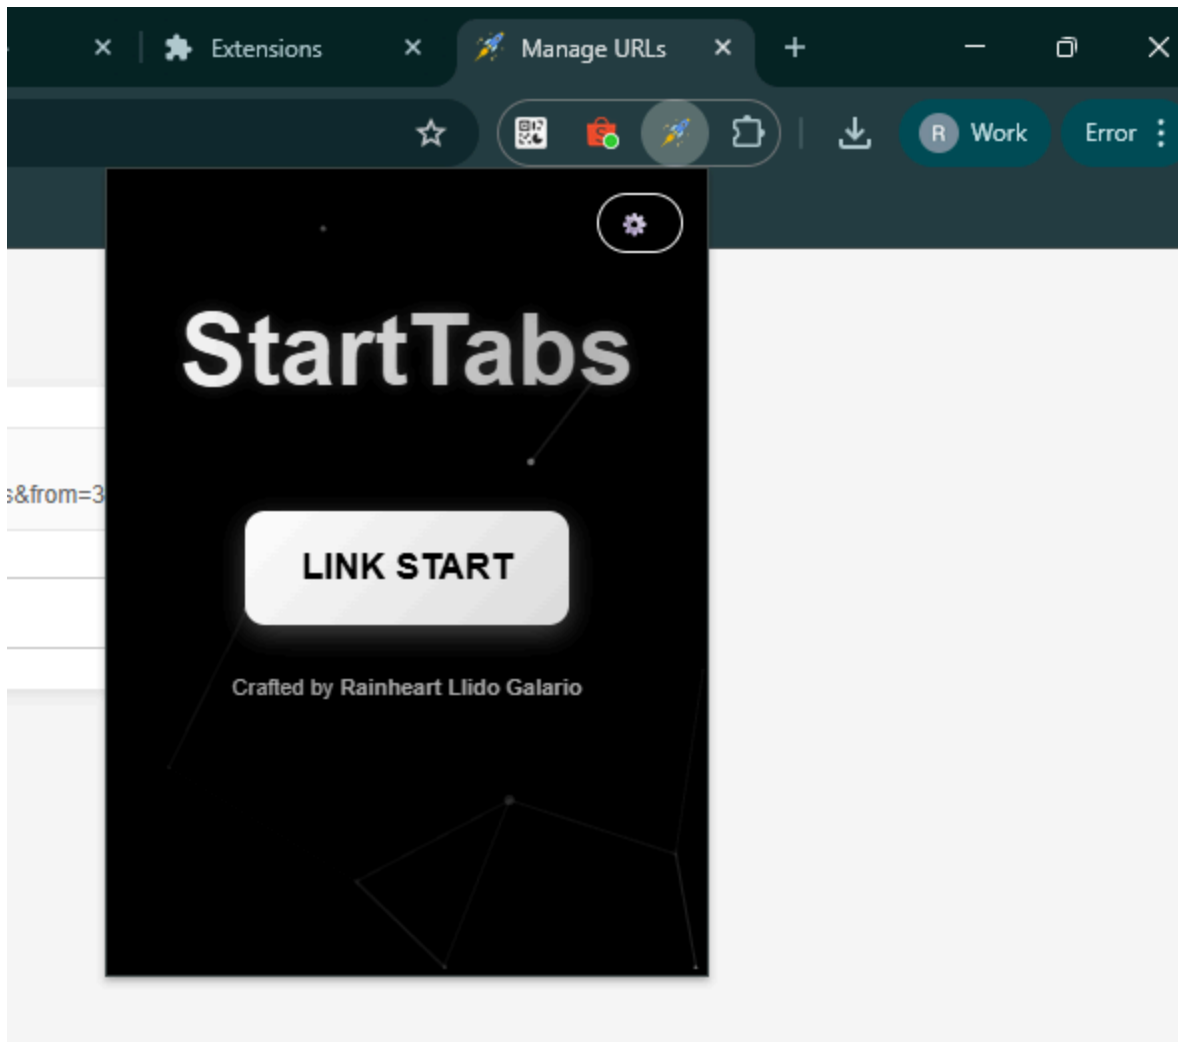 Extensions
Manage URLs
R Work
Error
StartTabs
s&from=3
LINK START
Crafted by Rainheart Llido Galario